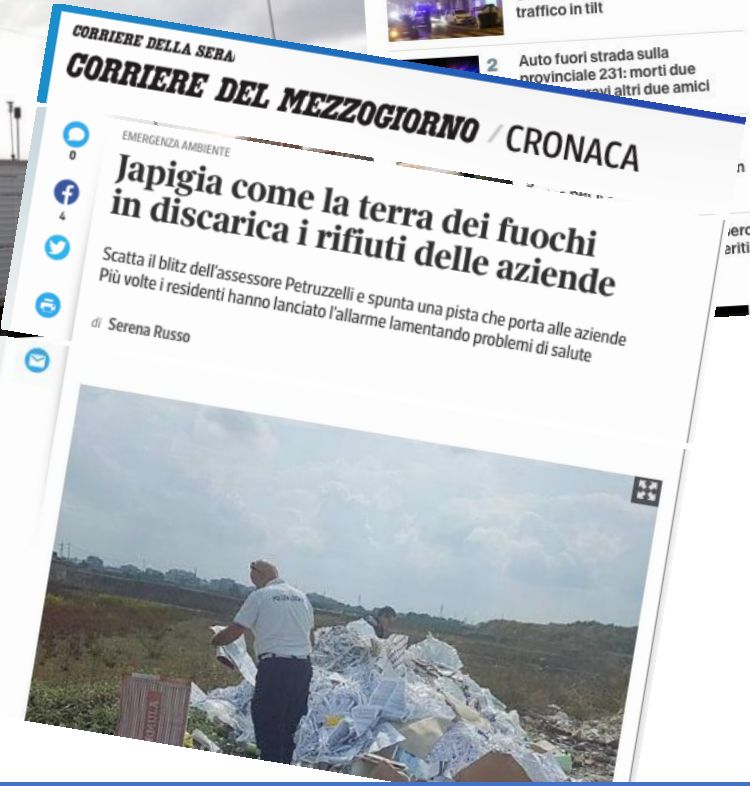 traffico in tilt
2
Auto fuori strada sulla
provinciale 231: morti due
altri due amici
CORRIERE DELLA SERA
CORRIERE DEL MEZZOGIORNO / CRONACA
0
4
EMERGENZA AMBIENTE
Japigia come la terra dei fuochi
in discarica i rifiuti delle aziende
Scatta il blitz dell'assessore Petruzzelli e spunta una pista che porta alle aziende
Più volte i residenti hanno lanciato l'allarme lamentando problemi di salute
di Serena Russo
POLIZIA LOCALE